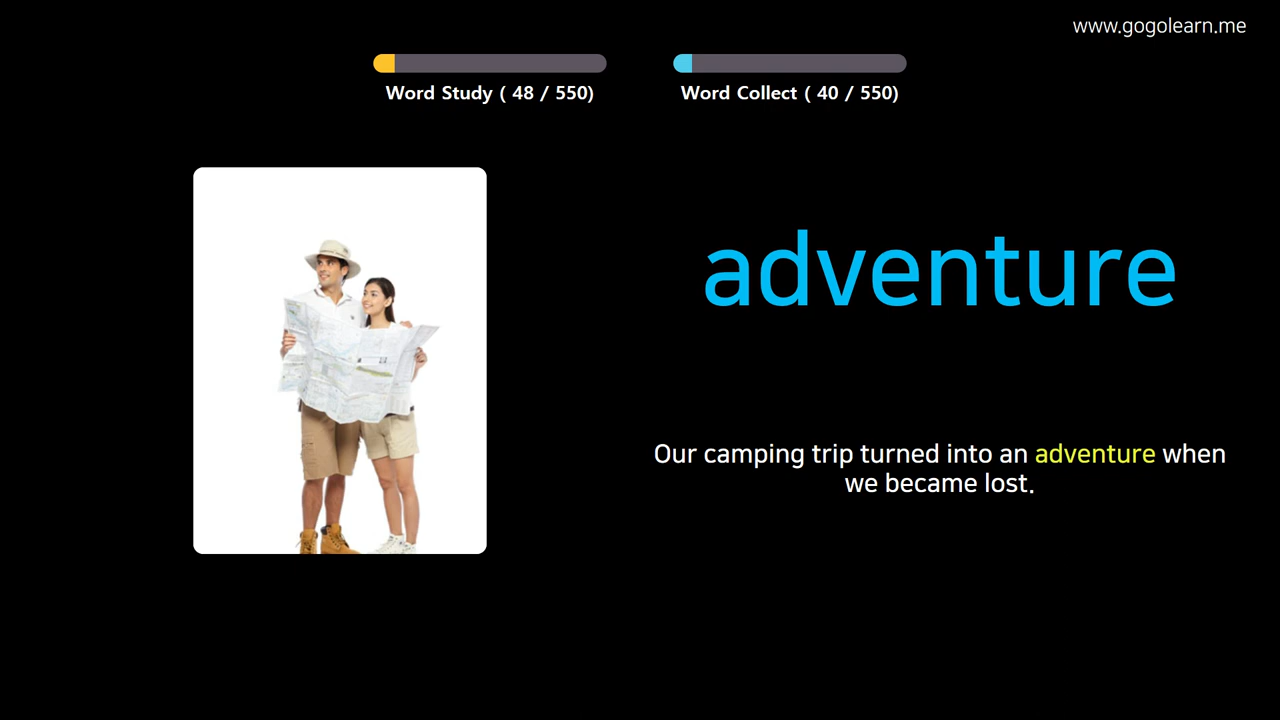 www.gogolearn.me
Word Study ( 48 / 550)
Word Collect ( 40 / 550)
adventure
Our camping trip turned into an adventure when
we became lost.